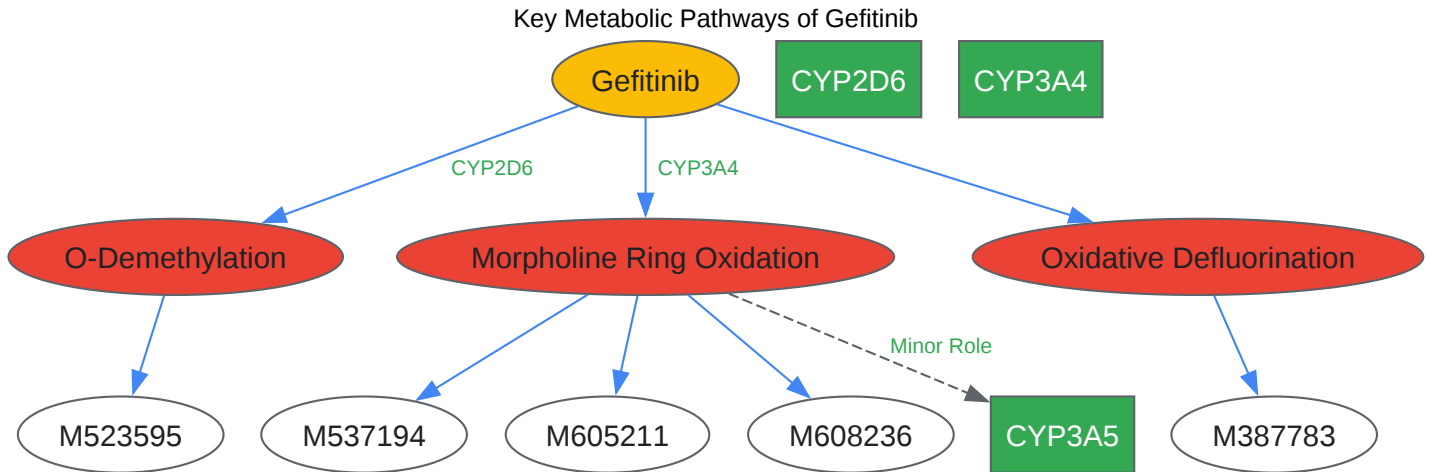 Key Metabolic Pathways of Gefitinib
Gefitinib
CYP2D6
CYP3A4
CYP2D6
CYP3A4
O-Demethylation
Morpholine Ring Oxidation
Oxidative Defluorination
Minor Role
M523595
M537194
M605211
M608236
CYP3A5
M387783